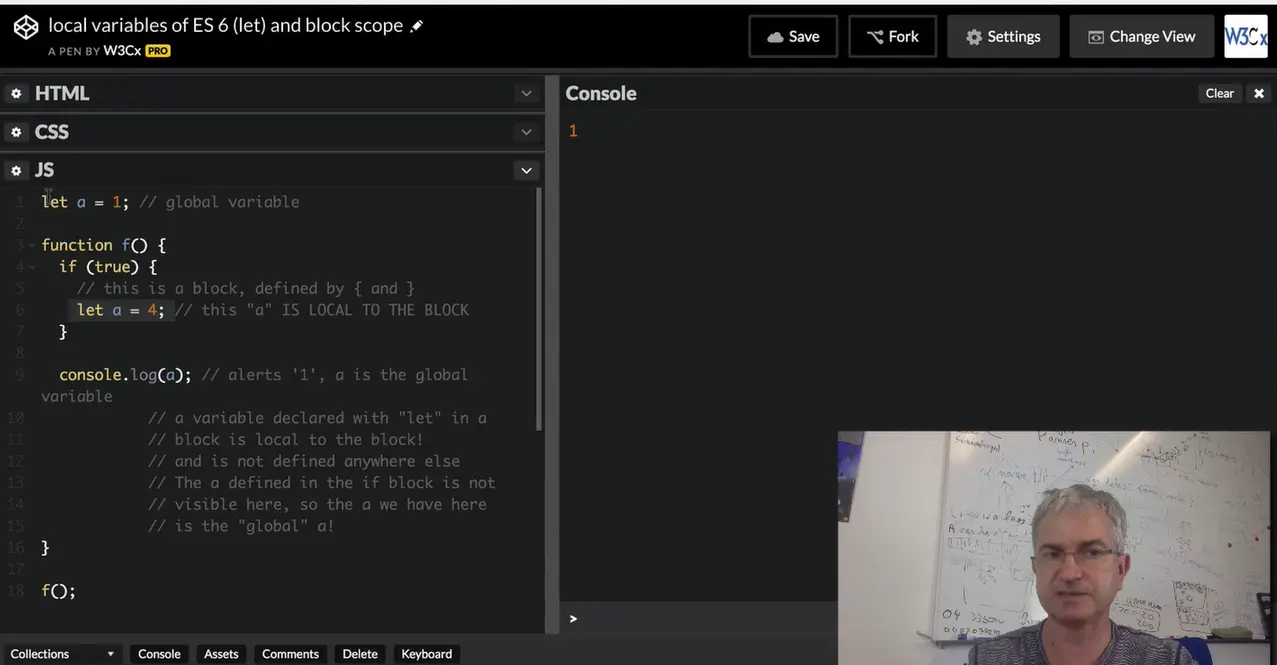 local variables of ES 6 (let) and block scope
A PEN BY W3Cx PRO
Save
Fork
Settings
Change View
W3Cx
HTML
CSS
JS
1 let a = 1; // global variable
2
3 function f() {
4 if (true) {
5 // this is a block, defined by { and }
6 let a = 4; // this "a" IS LOCAL TO THE BLOCK
7 }
8
9 console.log(a); // alerts '1', a is the global
variable
10 // a variable declared with "let" in a
11 // block is local to the block!
12 // and is not defined anywhere else
13 // The a defined in the if block is not
14 // visible here, so the a we have here
15 // is the "global" a!
16 }
17
18 f();
Console
Clear
1
>
Collections
Console
Assets
Comments
Delete
Keyboard